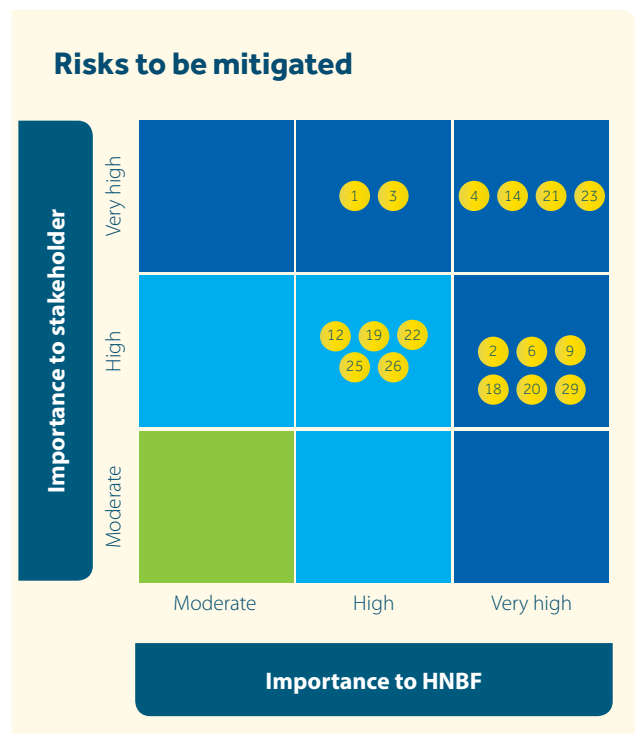 Risks to be mitigated
Importance to stakeholder
Very high
1 3
4 14 21 23
High
12 19 22
25 26
2 6 9
18 20 29
Moderate
Moderate High Very high
Importance to HNBF